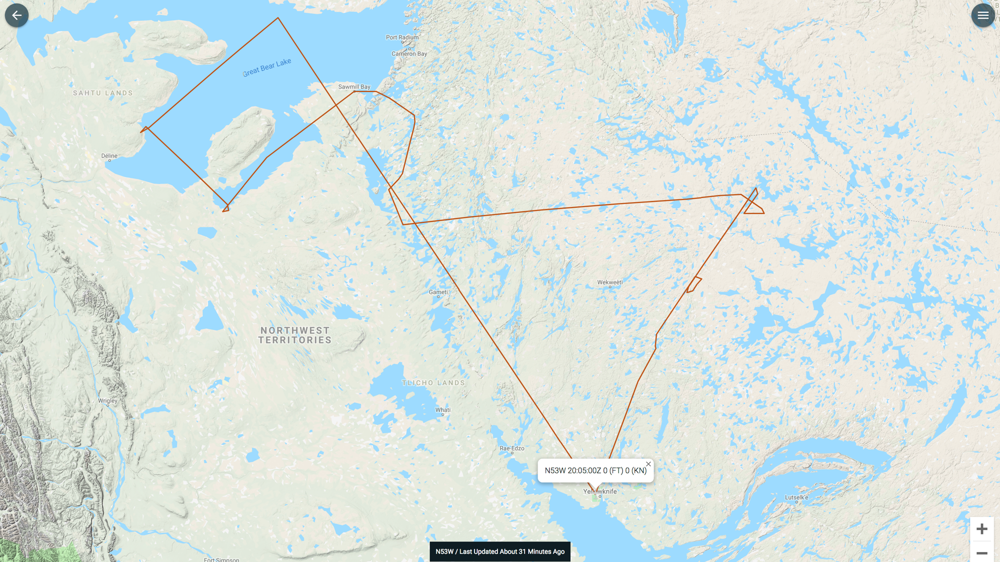 Port Radium
Cameron Bay
Great Bear Lake
Sawmill Bay
SAHTU LANDS
Déline
Gameti
Wekweèti
NORTHWEST
TERRITORIES
TLICHO LANDS
Wrigley
Whati
Rae-Edzo
N53W 20:05:00Z 0 (FT) 0 (KN)
Lutselk'e
N53W / Last Updated About 31 Minutes Ago
Fort Simpson